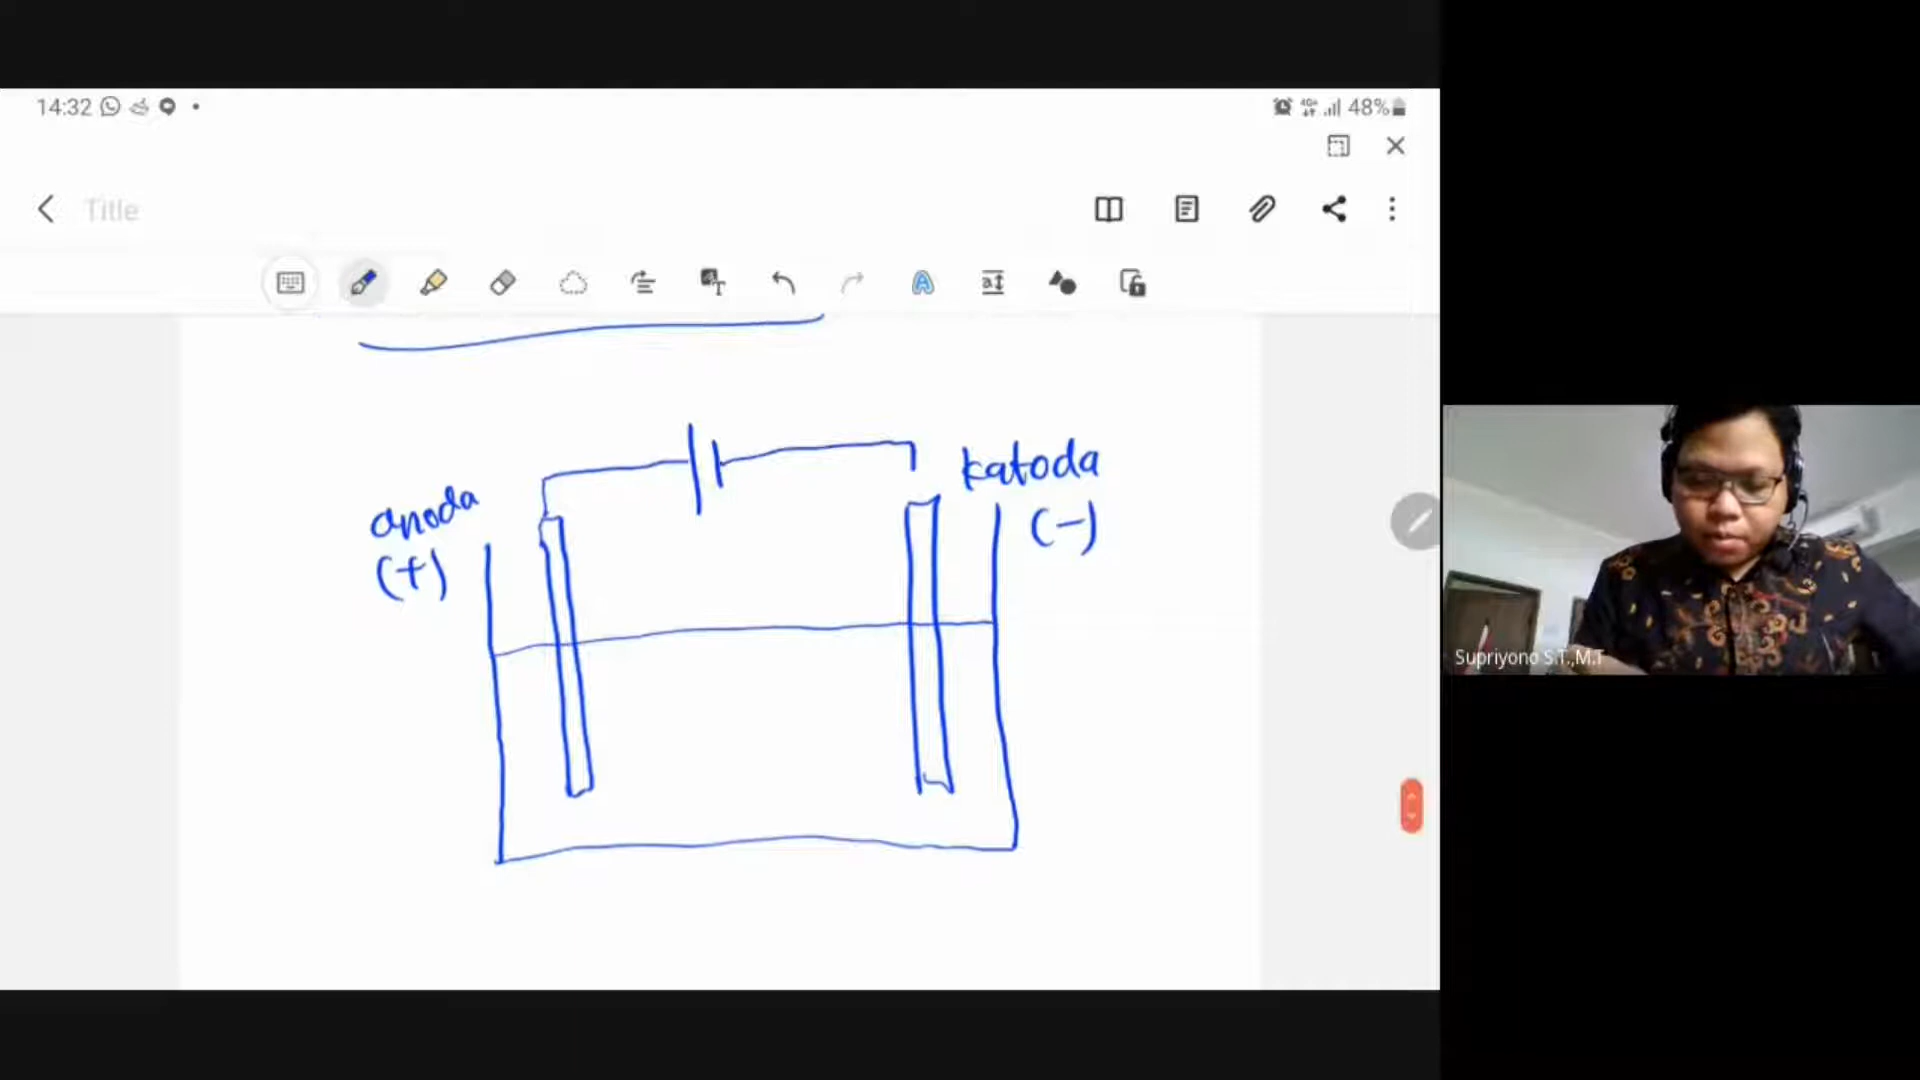 14:32
48%
Title
katoda
(-)
anoda
(+)
Supriyono S.T.,M.T